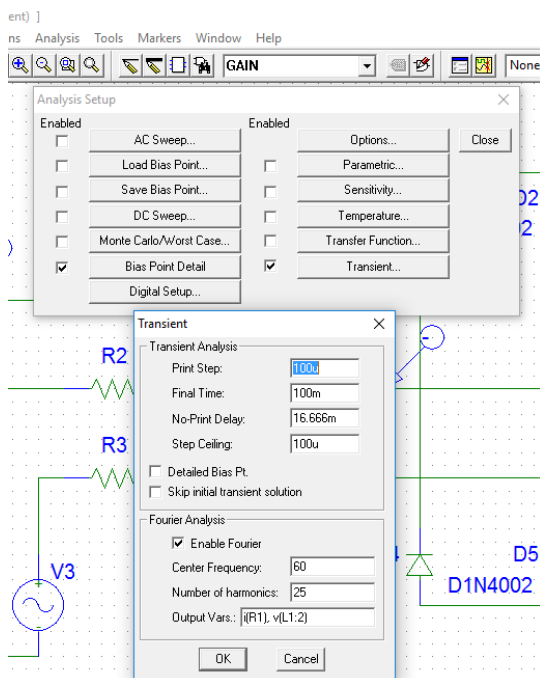 ent) ]
ns Analysis Tools Markers Window Help
GAIN
None
Analysis Setup
Enabled Enabled
AC Sweep... Options... Close
Load Bias Point... Parametric...
Save Bias Point... Sensitivity...
DC Sweep... Temperature...
Monte Carlo/Worst Case... Transfer Function...
Bias Point Detail Transient...
Digital Setup...
02
2
Transient
Transient Analysis
Print Step: 100u
Final Time: 100m
No-Print Delay: 16.666m
Step Ceiling: 100u
Detailed Bias Pt.
Skip initial transient solution
Fourier Analysis
Enable Fourier
Center Frequency: 60
Number of harmonics: 25
Output Vars.: i(R1), v(L1:2)
OK Cancel
R2
R3
V3
4
D5
D1N4002